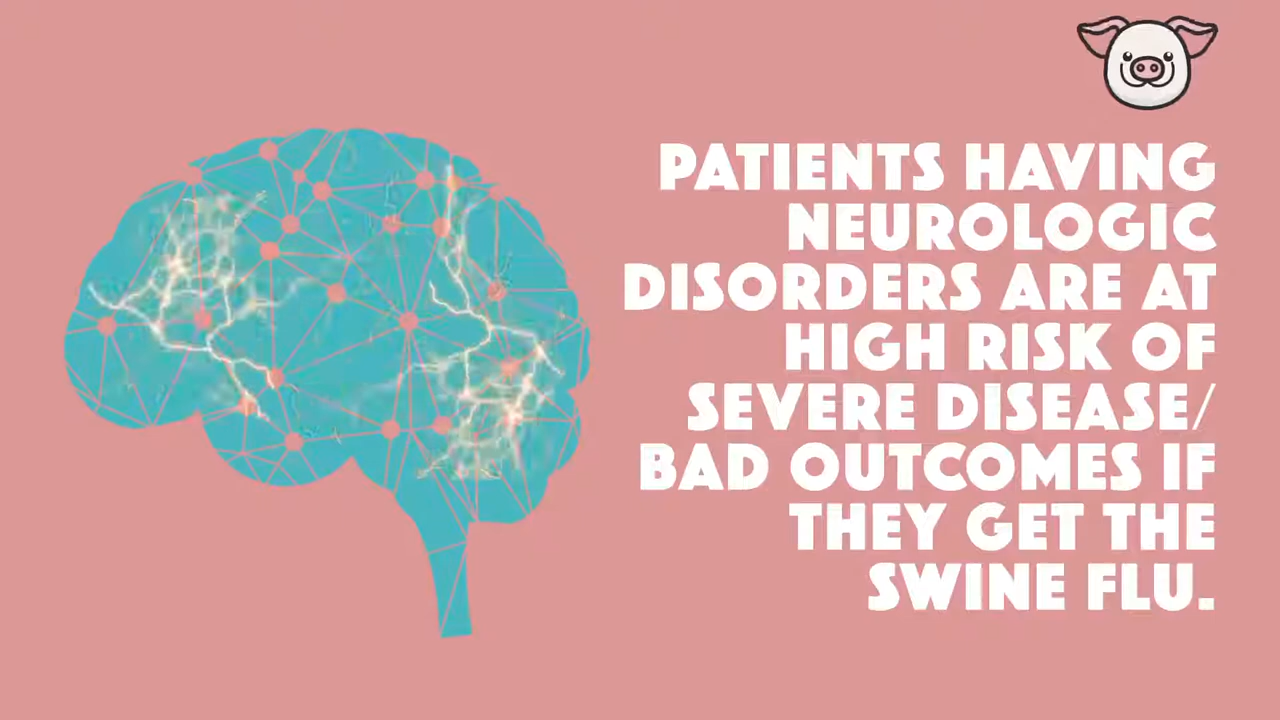 PATIENTS HAVING
NEUROLOGIC
DISORDERS ARE AT
HIGH RISK OF
SEVERE DISEASE/
BAD OUTCOMES IF
THEY GET THE
SWINE FLU.